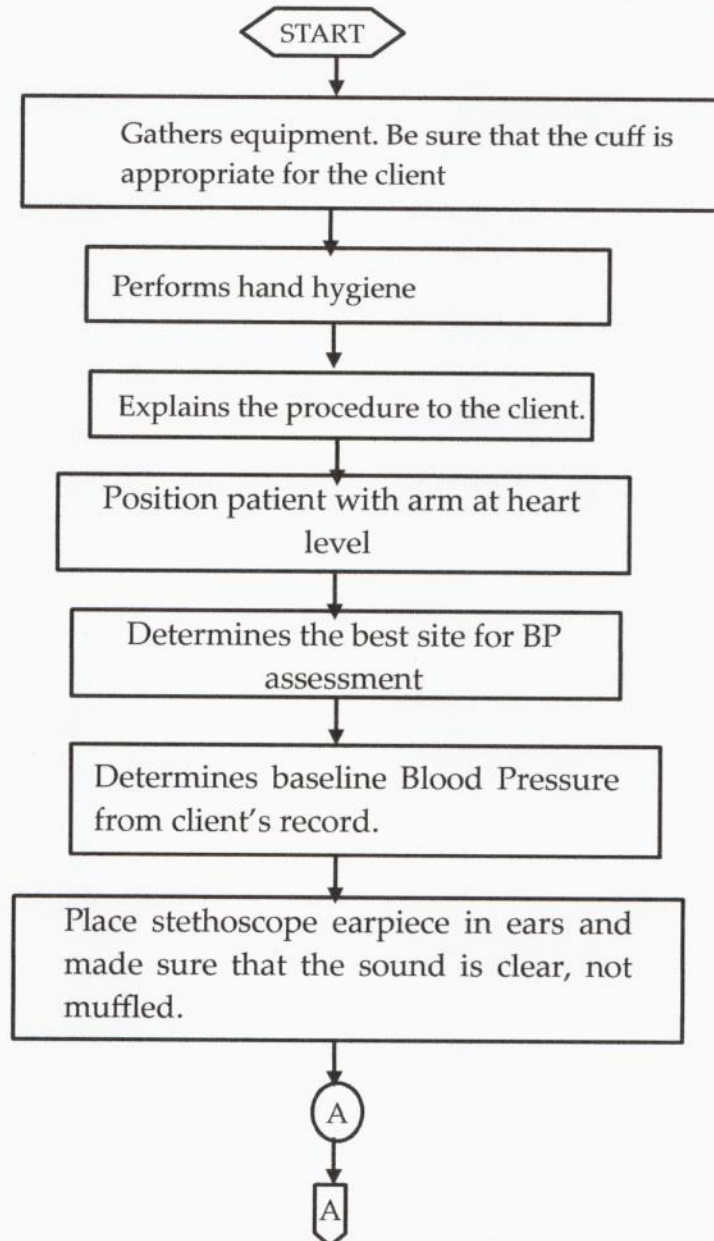 START
Gathers equipment. Be sure that the cuff is
appropriate for the client
Performs hand hygiene
Explains the procedure to the client.
Position patient with arm at heart
level
Determines the best site for BP
assessment
Determines baseline Blood Pressure
from client's record.
Place stethoscope earpiece in ears and
made sure that the sound is clear, not
muffled.
A
A